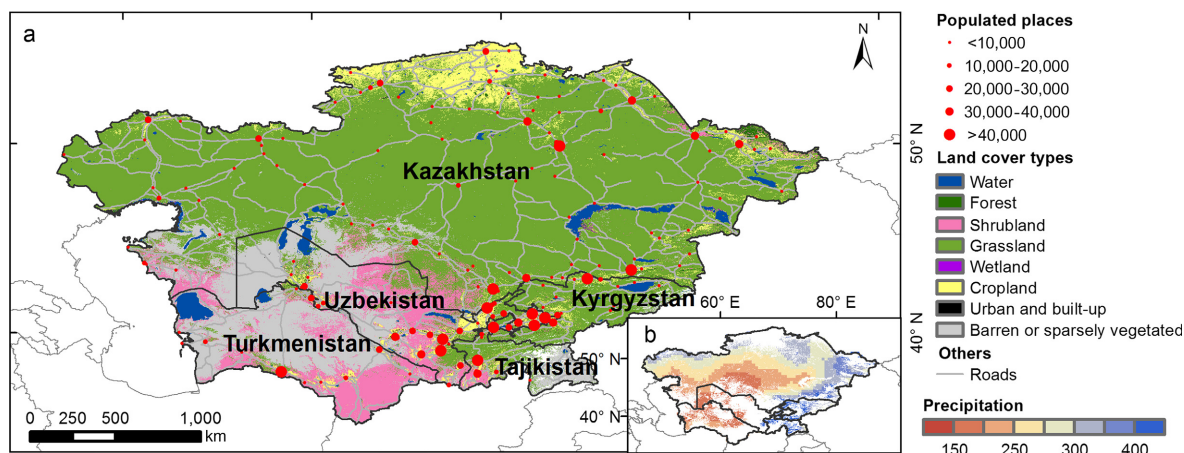 a
N
Kazakhstan
Uzbekistan
Kyrgyzstan
Turkmenistan
Tajikistan
50° N
40° N
0 250 500 1,000
km
b
60° E 80° E
50° N
40° N
Populated places
<10,000
10,000-20,000
20,000-30,000
30,000-40,000
>40,000
Land cover types
Water
Forest
Shrubland
Grassland
Wetland
Cropland
Urban and built-up
Barren or sparsely vegetated
Others
Roads
Precipitation
150 250 300 400